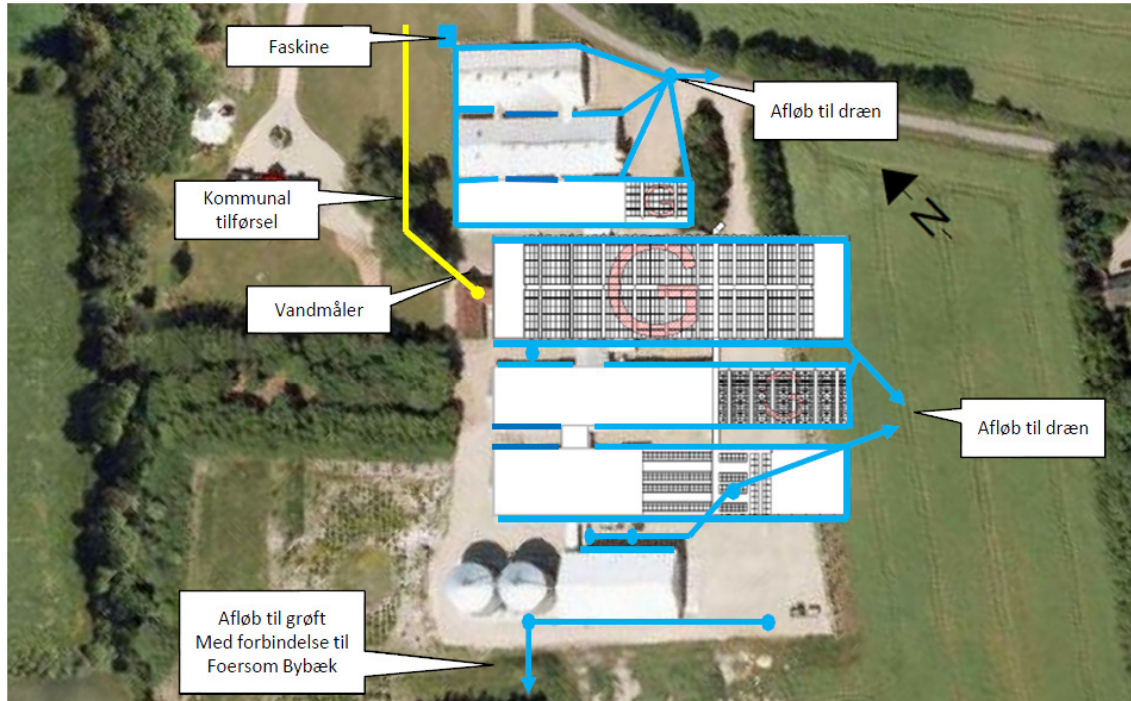 Faskine
Afløb til dræn
Kommunal
tilførsel
G
N
Vandmåler
G
G
Afløb til dræn
Afløb til grøft
Med forbindelse til
Foersom Bybæk